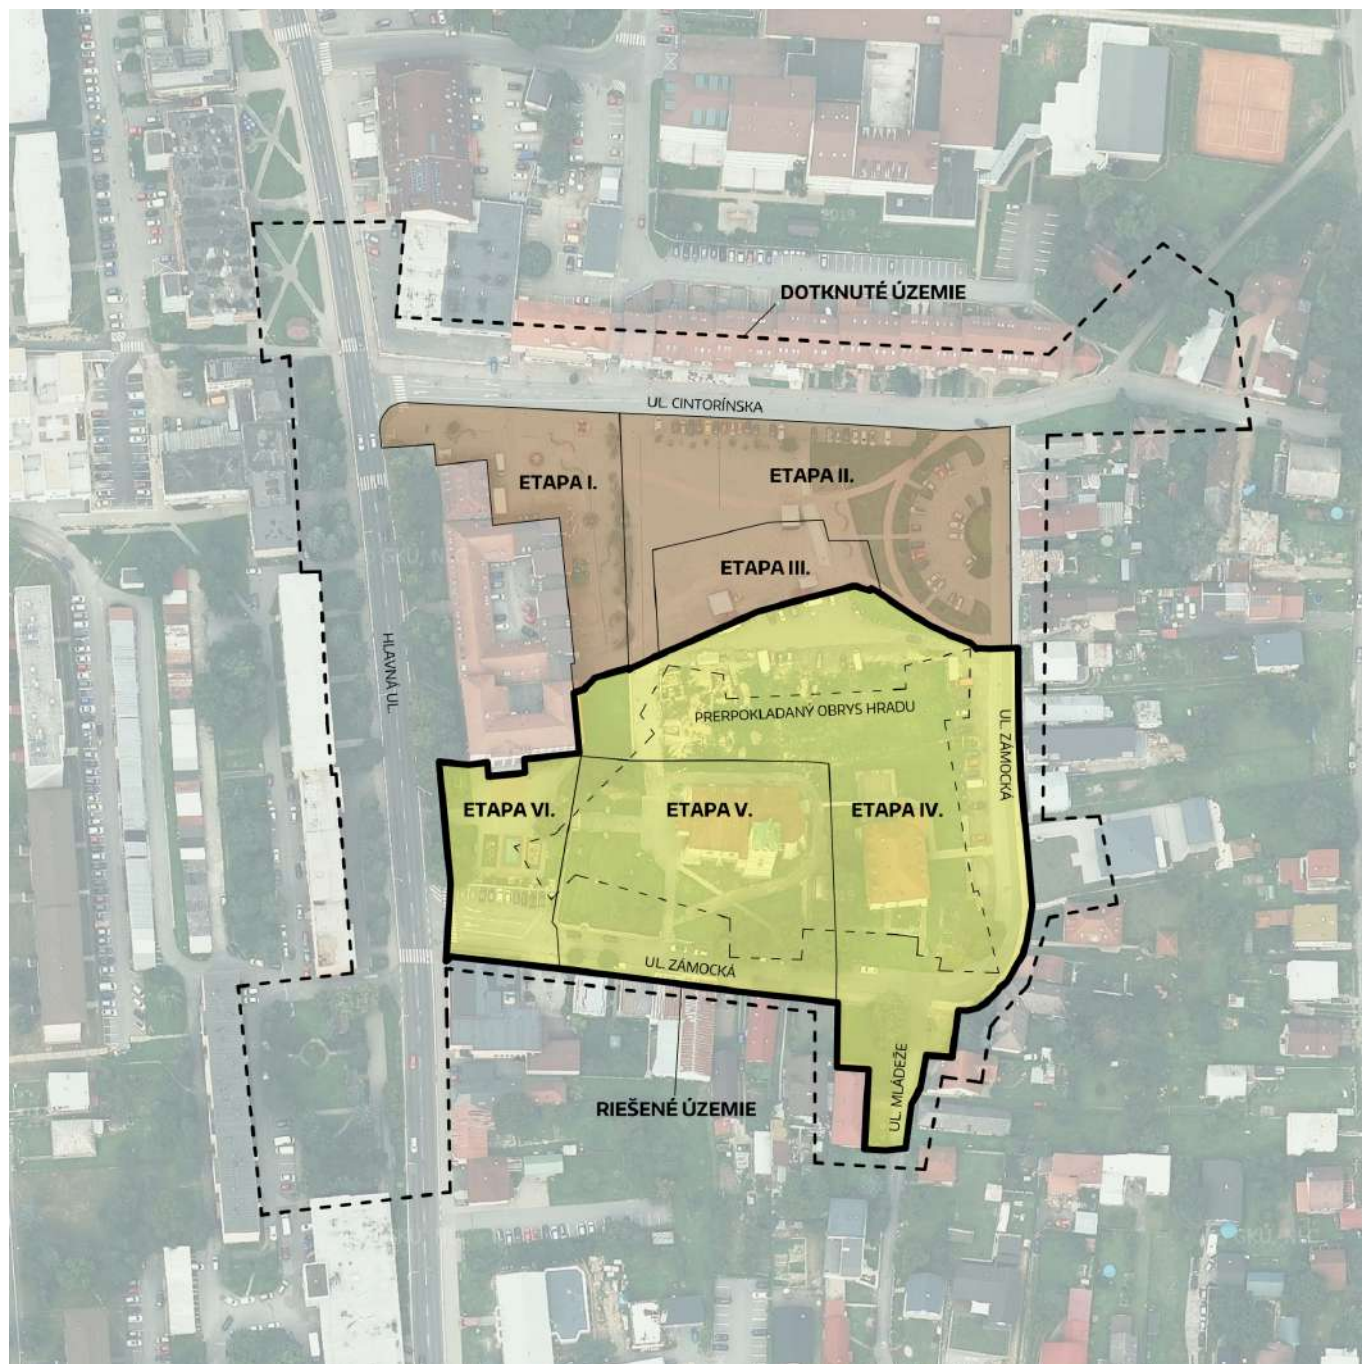 DOTKNUTÉ ÚZEMIE
UL. CINTORÍNSKA
ETAPA I.
ETAPA II.
ETAPA III.
HLAVNÁ UL.
PRERPOKLADANÝ OBRYS HRADU
UL. ZÁMOCKÁ
ETAPA VI.
ETAPA V.
ETAPA IV.
UL. ZÁMOCKÁ
UL. MLÁDEŽE
RIEŠENÉ ÚZEMIE